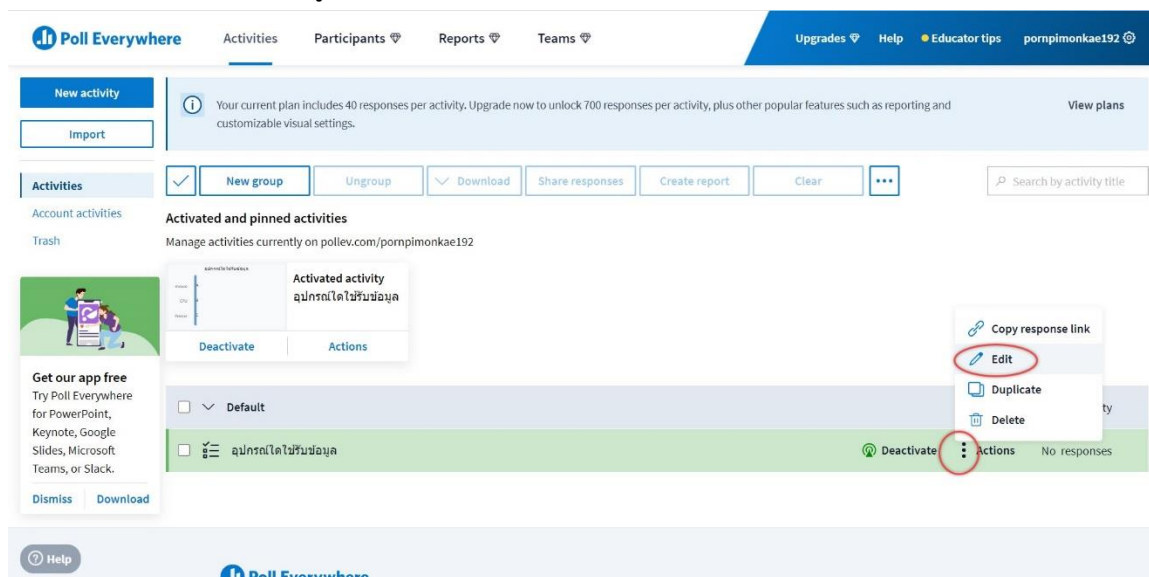 Poll Everywhere
Activities
Participants
Reports
Teams
Upgrades
Help
Educator tips
pornpimonkae192
New activity
Import
Your current plan includes 40 responses per activity. Upgrade now to unlock 700 responses per activity, plus other popular features such as reporting and
customizable visual settings.
View plans
Activities
Account activities
Trash
New group
Ungroup
Download
Share responses
Create report
Clear
Search by activity title
Activated and pinned activities
Manage activities currently on pollev.com/pornpimonkae192
Activated activity
อุปกรณ์ใดใช้รับข้อมูล
Deactivate
Actions
Copy response link
Edit
Duplicate
Delete
Get our app free
Try Poll Everywhere
for PowerPoint,
Keynote, Google
Slides, Microsoft
Teams, or Slack.
Dismiss
Download
Default
ty
อุปกรณ์ใดใช้รับข้อมูล
Deactivate
Actions
No responses
Help
Poll Everywhere